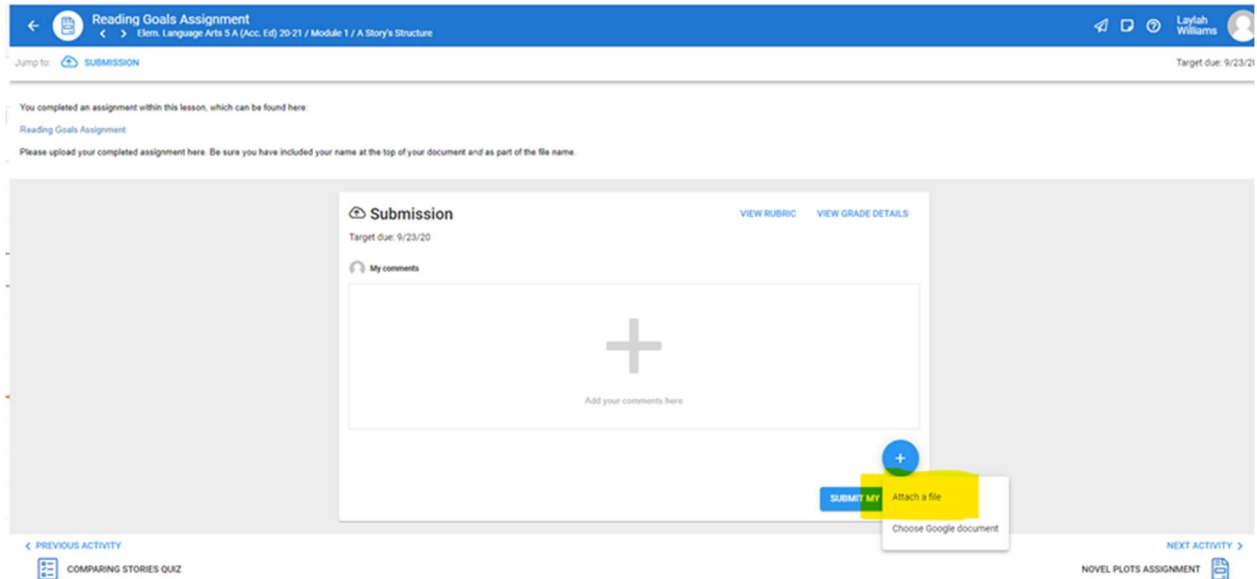 Reading Goals Assignment
Elem. Language Arts 5 A (Acc. Ed) 20-21 / Module 1 / A Story's Structure
Laylah
Williams
Jump to: SUBMISSION
Target due: 9/23/20
You completed an assignment within this lesson, which can be found here:
Reading Goals Assignment
Please upload your completed assignment here. Be sure you have included your name at the top of your document and as part of the file name.
Submission
VIEW RUBRIC VIEW GRADE DETAILS
Target due: 9/23/20
My comments
Add your comments here
SUBMIT MY
Attach a file
Choose Google document
PREVIOUS ACTIVITY
NEXT ACTIVITY
COMPARING STORIES QUIZ
NOVEL PLOTS ASSIGNMENT